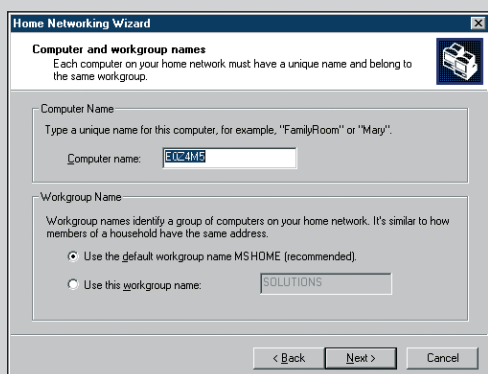 Home Networking Wizard
Computer and workgroup names
Each computer on your home network must have a unique name and belong to
the same workgroup.
Computer Name
Type a unique name for this computer, for example, "FamilyRoom" or "Mary".
Computer name: E0Z4M5
Workgroup Name
Workgroup names identify a group of computers on your home network. It's similar to how
members of a household have the same address.
Use the default workgroup name MSHOME (recommended).
Use this workgroup name: SOLUTIONS
< Back Next > Cancel